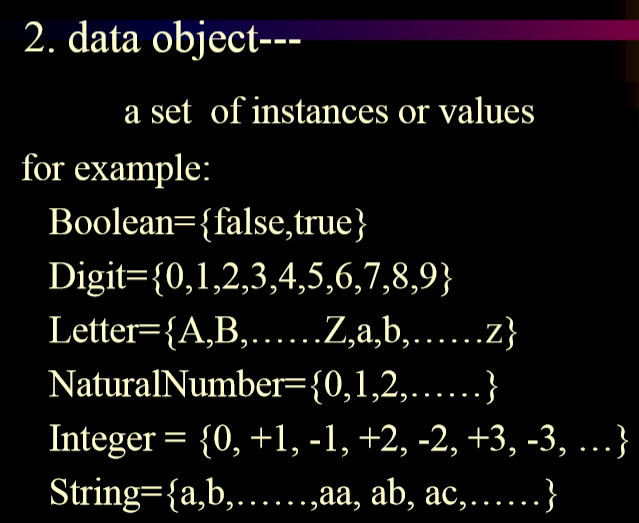 2. data object---
a set of instances or values
for example:
Boolean={false,true}
Digit={0,1,2,3,4,5,6,7,8,9}
Letter={A,B,......Z,a,b,......z}
NaturalNumber={0,1,2,......}
Integer = {0, +1, -1, +2, -2, +3, -3, ...}
String={a,b,......,aa, ab, ac,......}